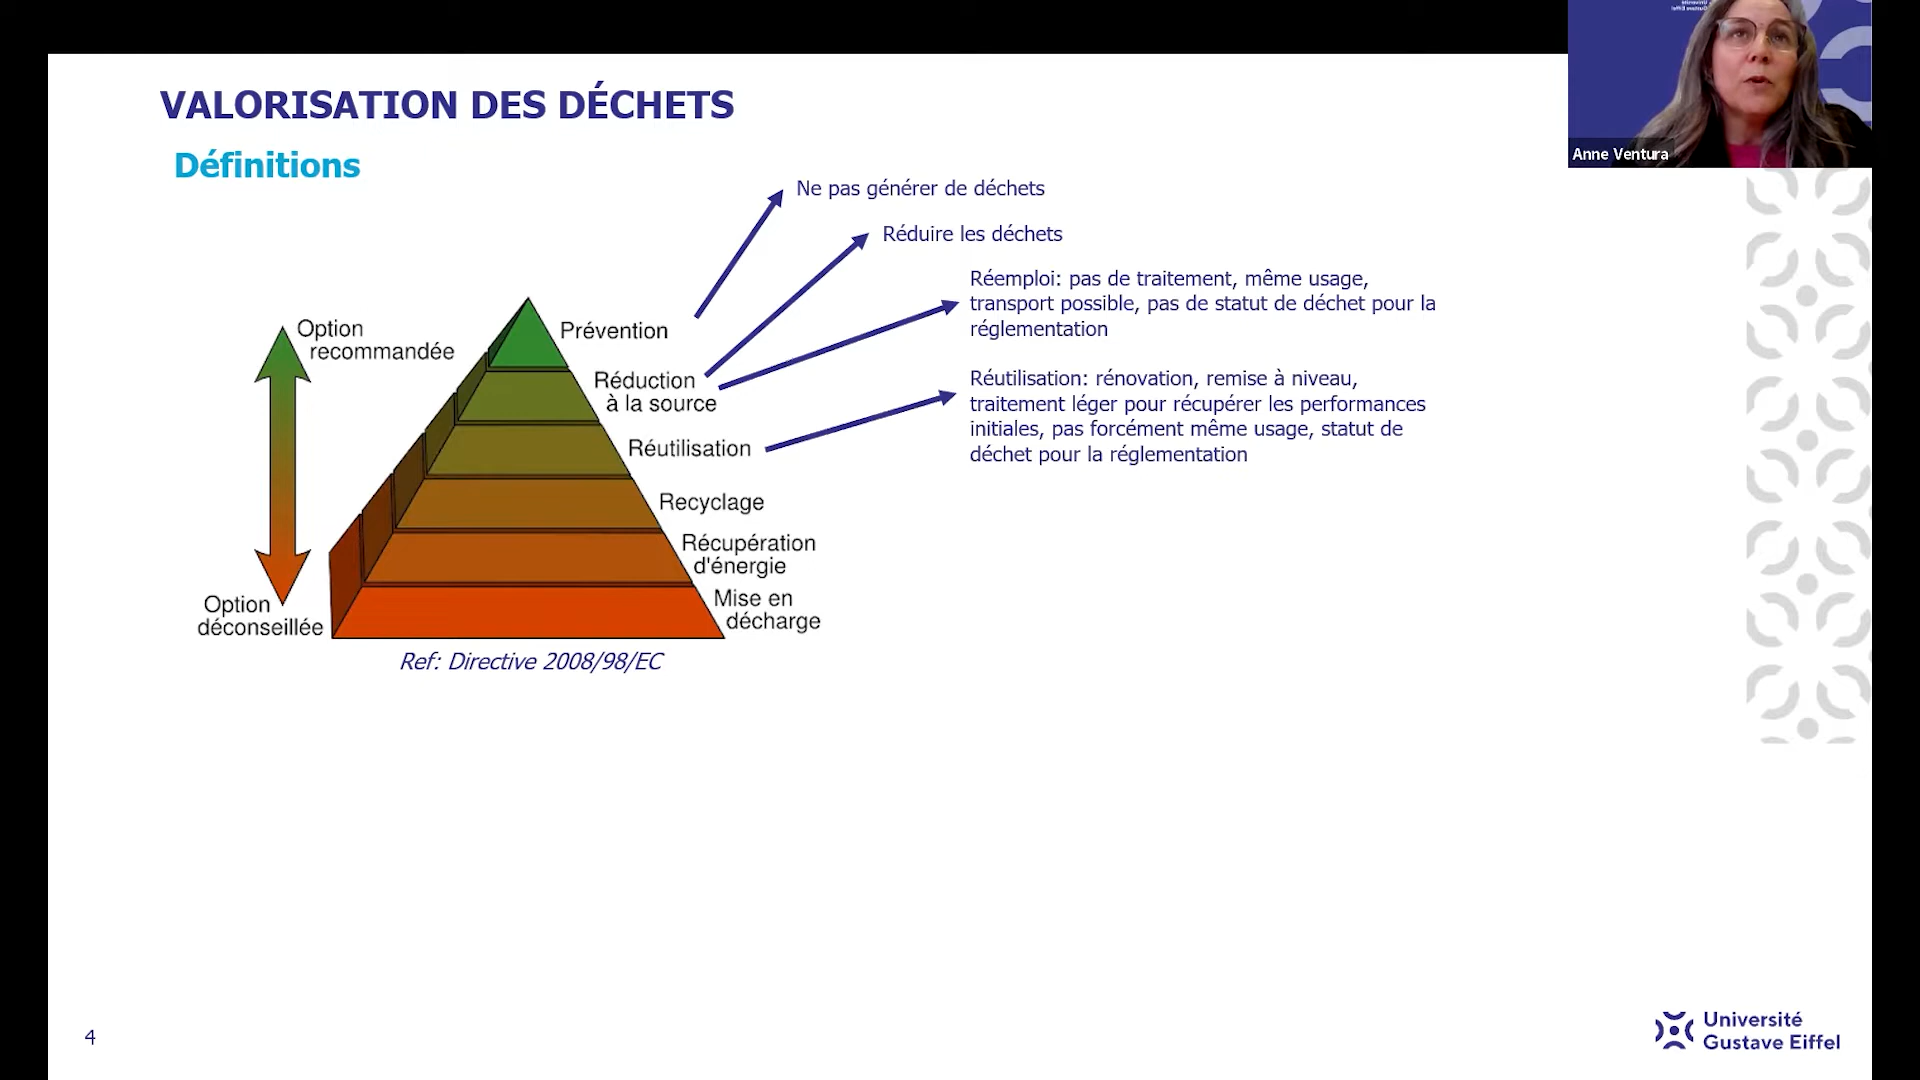 VALORISATION DES DÉCHETS
Définitions
Anne Ventura
Ne pas générer de déchets
Réduire les déchets
Réemploi: pas de traitement, même usage,
transport possible, pas de statut de déchet pour la
réglementation
Réutilisation: rénovation, remise à niveau,
traitement léger pour récupérer les performances
initiales, pas forcément même usage, statut de
déchet pour la réglementation
Option
recommandée
Prévention
Réduction
à la source
Réutilisation
Recyclage
Récupération
d'énergie
Mise en
décharge
Option
déconseillée
Ref: Directive 2008/98/EC
4
Université
Gustave Eiffel